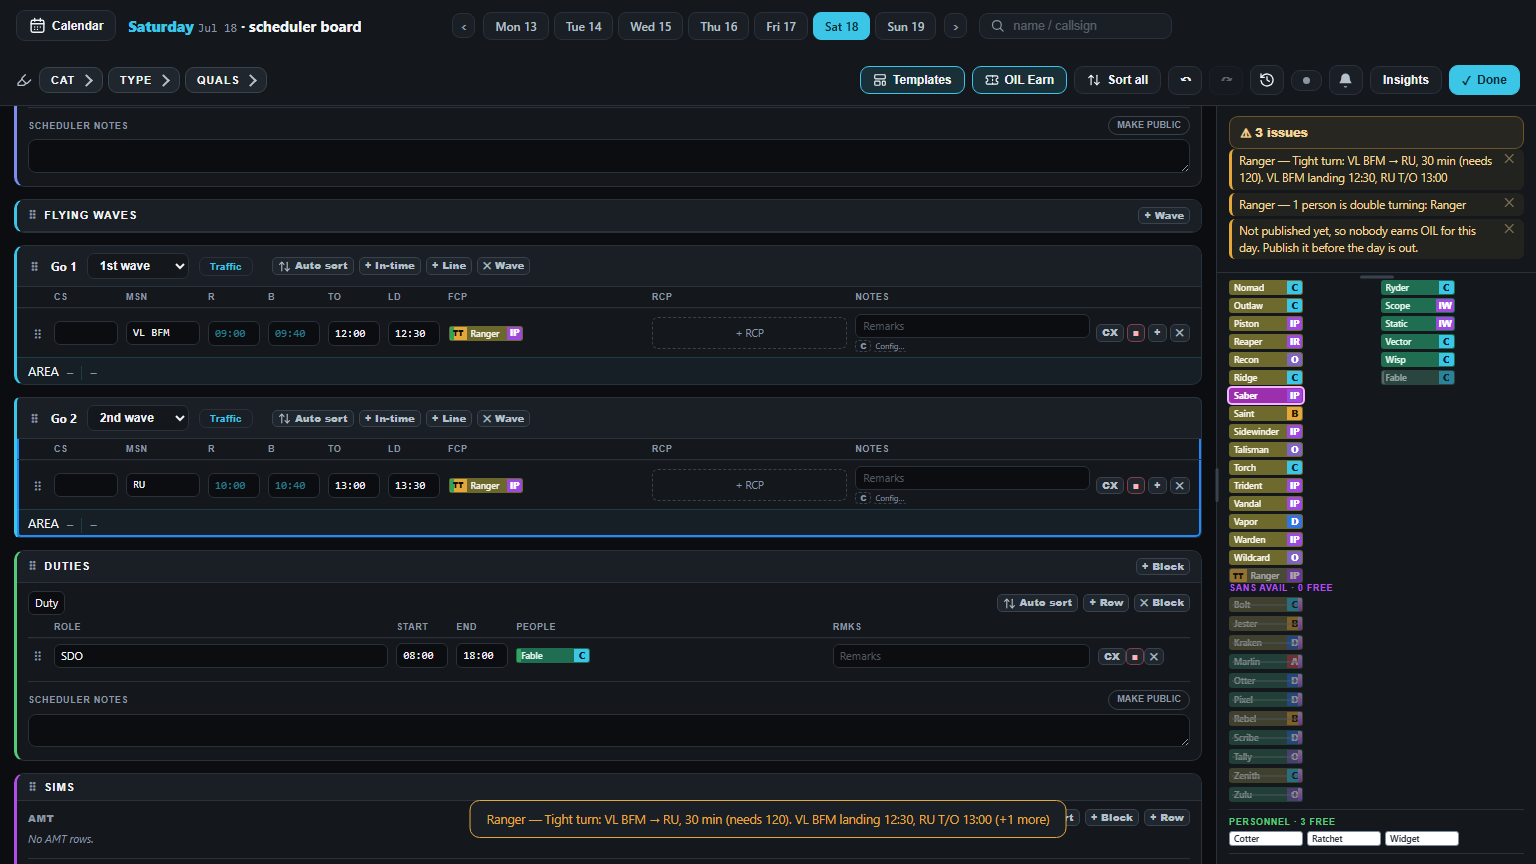 Calendar
Saturday Jul 18 · scheduler board
‹ Mon 13 Tue 14 Wed 15 Thu 16 Fri 17 Sat 18 Sun 19 ›
name / callsign
CAT TYPE QUALS
Templates OIL Earn Sort all Insights ✓ Done
SCHEDULER NOTES MAKE PUBLIC
FLYING WAVES + Wave
Go 1 1st wave Traffic Auto sort + In-time + Line × Wave
CS MSN R B TO LD FCP RCP NOTES
VL BFM 09:00 09:40 12:00 12:30 TT Ranger IP + RCP Remarks CX + ×
C Config...
AREA – –
Go 2 2nd wave Traffic Auto sort + In-time + Line × Wave
CS MSN R B TO LD FCP RCP NOTES
RU 10:00 10:40 13:00 13:30 TT Ranger IP + RCP Remarks CX + ×
C Config...
AREA – –
DUTIES + Block
Duty Auto sort + Row × Block
ROLE START END PEOPLE RMKS
SDO 08:00 18:00 Fable C Remarks CX ×
SCHEDULER NOTES MAKE PUBLIC
SIMS
AMT + Block + Row
No AMT rows.
Ranger — Tight turn: VL BFM → RU, 30 min (needs 120). VL BFM landing 12:30, RU T/O 13:00 (+1 more)
⚠ 3 issues
Ranger — Tight turn: VL BFM → RU, 30 min (needs
120). VL BFM landing 12:30, RU T/O 13:00
Ranger — 1 person is double turning: Ranger
Not published yet, so nobody earns OIL for this
day. Publish it before the day is out.
Nomad C Ryder C
Outlaw C Scope IW
Piston IP Static IW
Reaper IR Vector C
Recon O Wisp C
Ridge C Fable C
Saber IP
Saint B
Sidewinder IP
Talisman O
Torch C
Trident IP
Vandal IP
Vapor D
Warden IP
Wildcard O
TT Ranger IP
SANS AVAIL · 0 FREE
Bolt C
Jester B
Kraken D
Marlin A
Otter D
Pixel D
Rebel B
Scribe D
Tally O
Zenith C
Zulu O
PERSONNEL · 3 FREE
Cotter Ratchet Widget